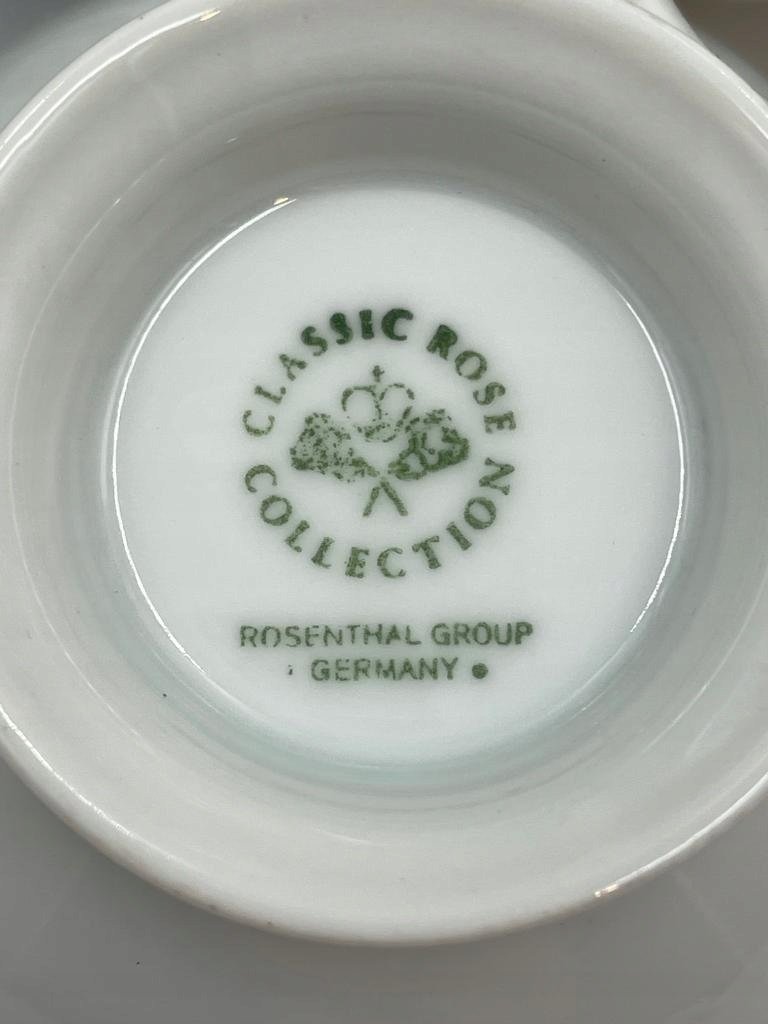 CLASSIC ROSE
COLLECTION
ROSENTHAL GROUP
• GERMANY •